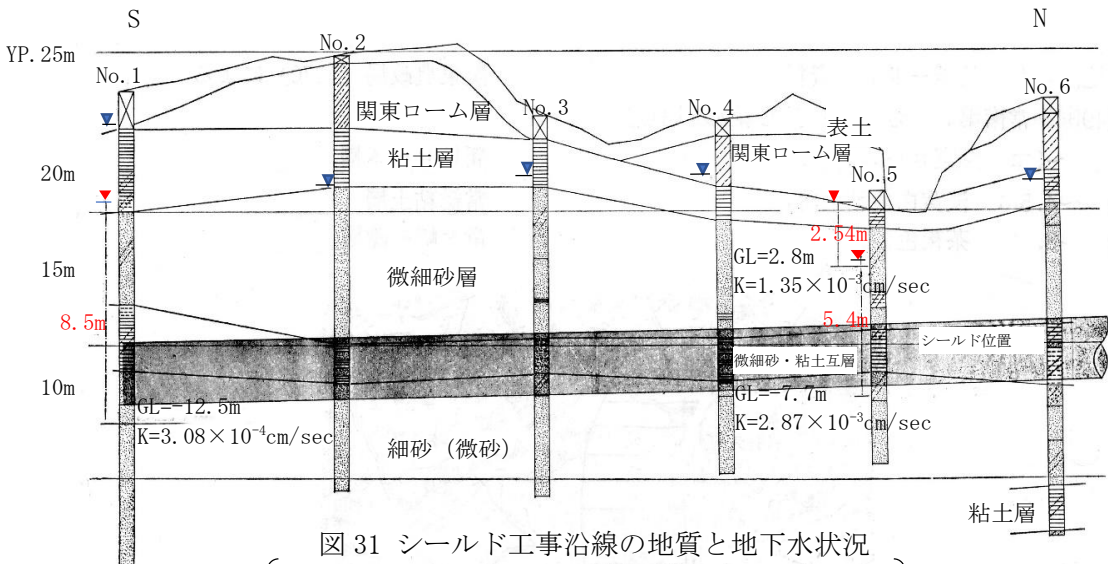 S
N
YP.25m
No.2
No.1
No.6
関東ローム層
No.3
No.4
表土
粘土層
関東ローム層
20m
No.5
2.54m
GL=2.8m
15m
微細砂層
K=1.35×10⁻³cm/sec
8.5m
5.4m
シールド位置
微細砂・粘土互層
10m
GL=-12.5m
GL=-7.7m
K=3.08×10⁻⁴cm/sec
K=2.87×10⁻³cm/sec
細砂（微砂）
粘土層
図31 シールド工事沿線の地質と地下水状況